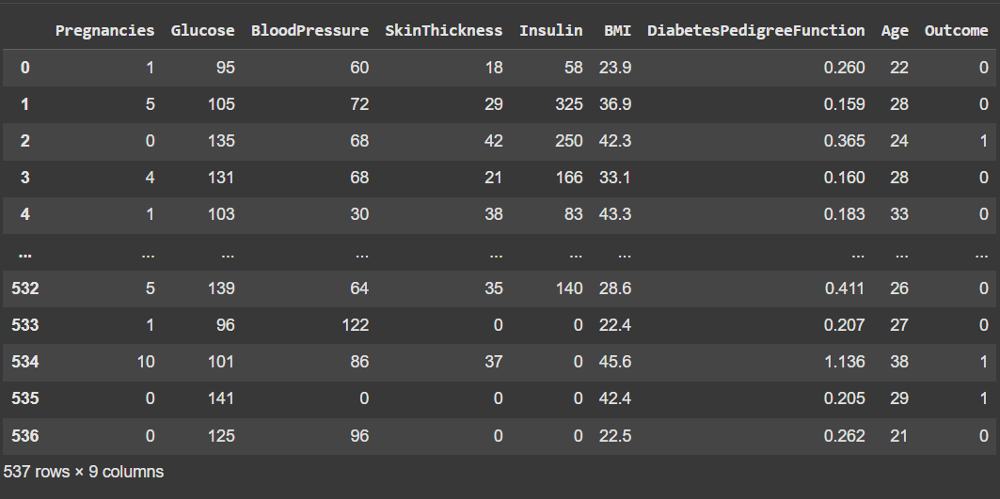 Pregnancies Glucose BloodPressure SkinThickness Insulin BMI DiabetesPedigreeFunction Age Outcome
0 1 95 60 18 58 23.9 0.260 22 0
1 5 105 72 29 325 36.9 0.159 28 0
2 0 135 68 42 250 42.3 0.365 24 1
3 4 131 68 21 166 33.1 0.160 28 0
4 1 103 30 38 83 43.3 0.183 33 0
... ... ... ... ... ... ... ... ... ...
532 5 139 64 35 140 28.6 0.411 26 0
533 1 96 122 0 0 22.4 0.207 27 0
534 10 101 86 37 0 45.6 1.136 38 1
535 0 141 0 0 0 42.4 0.205 29 1
536 0 125 96 0 0 22.5 0.262 21 0
537 rows × 9 columns